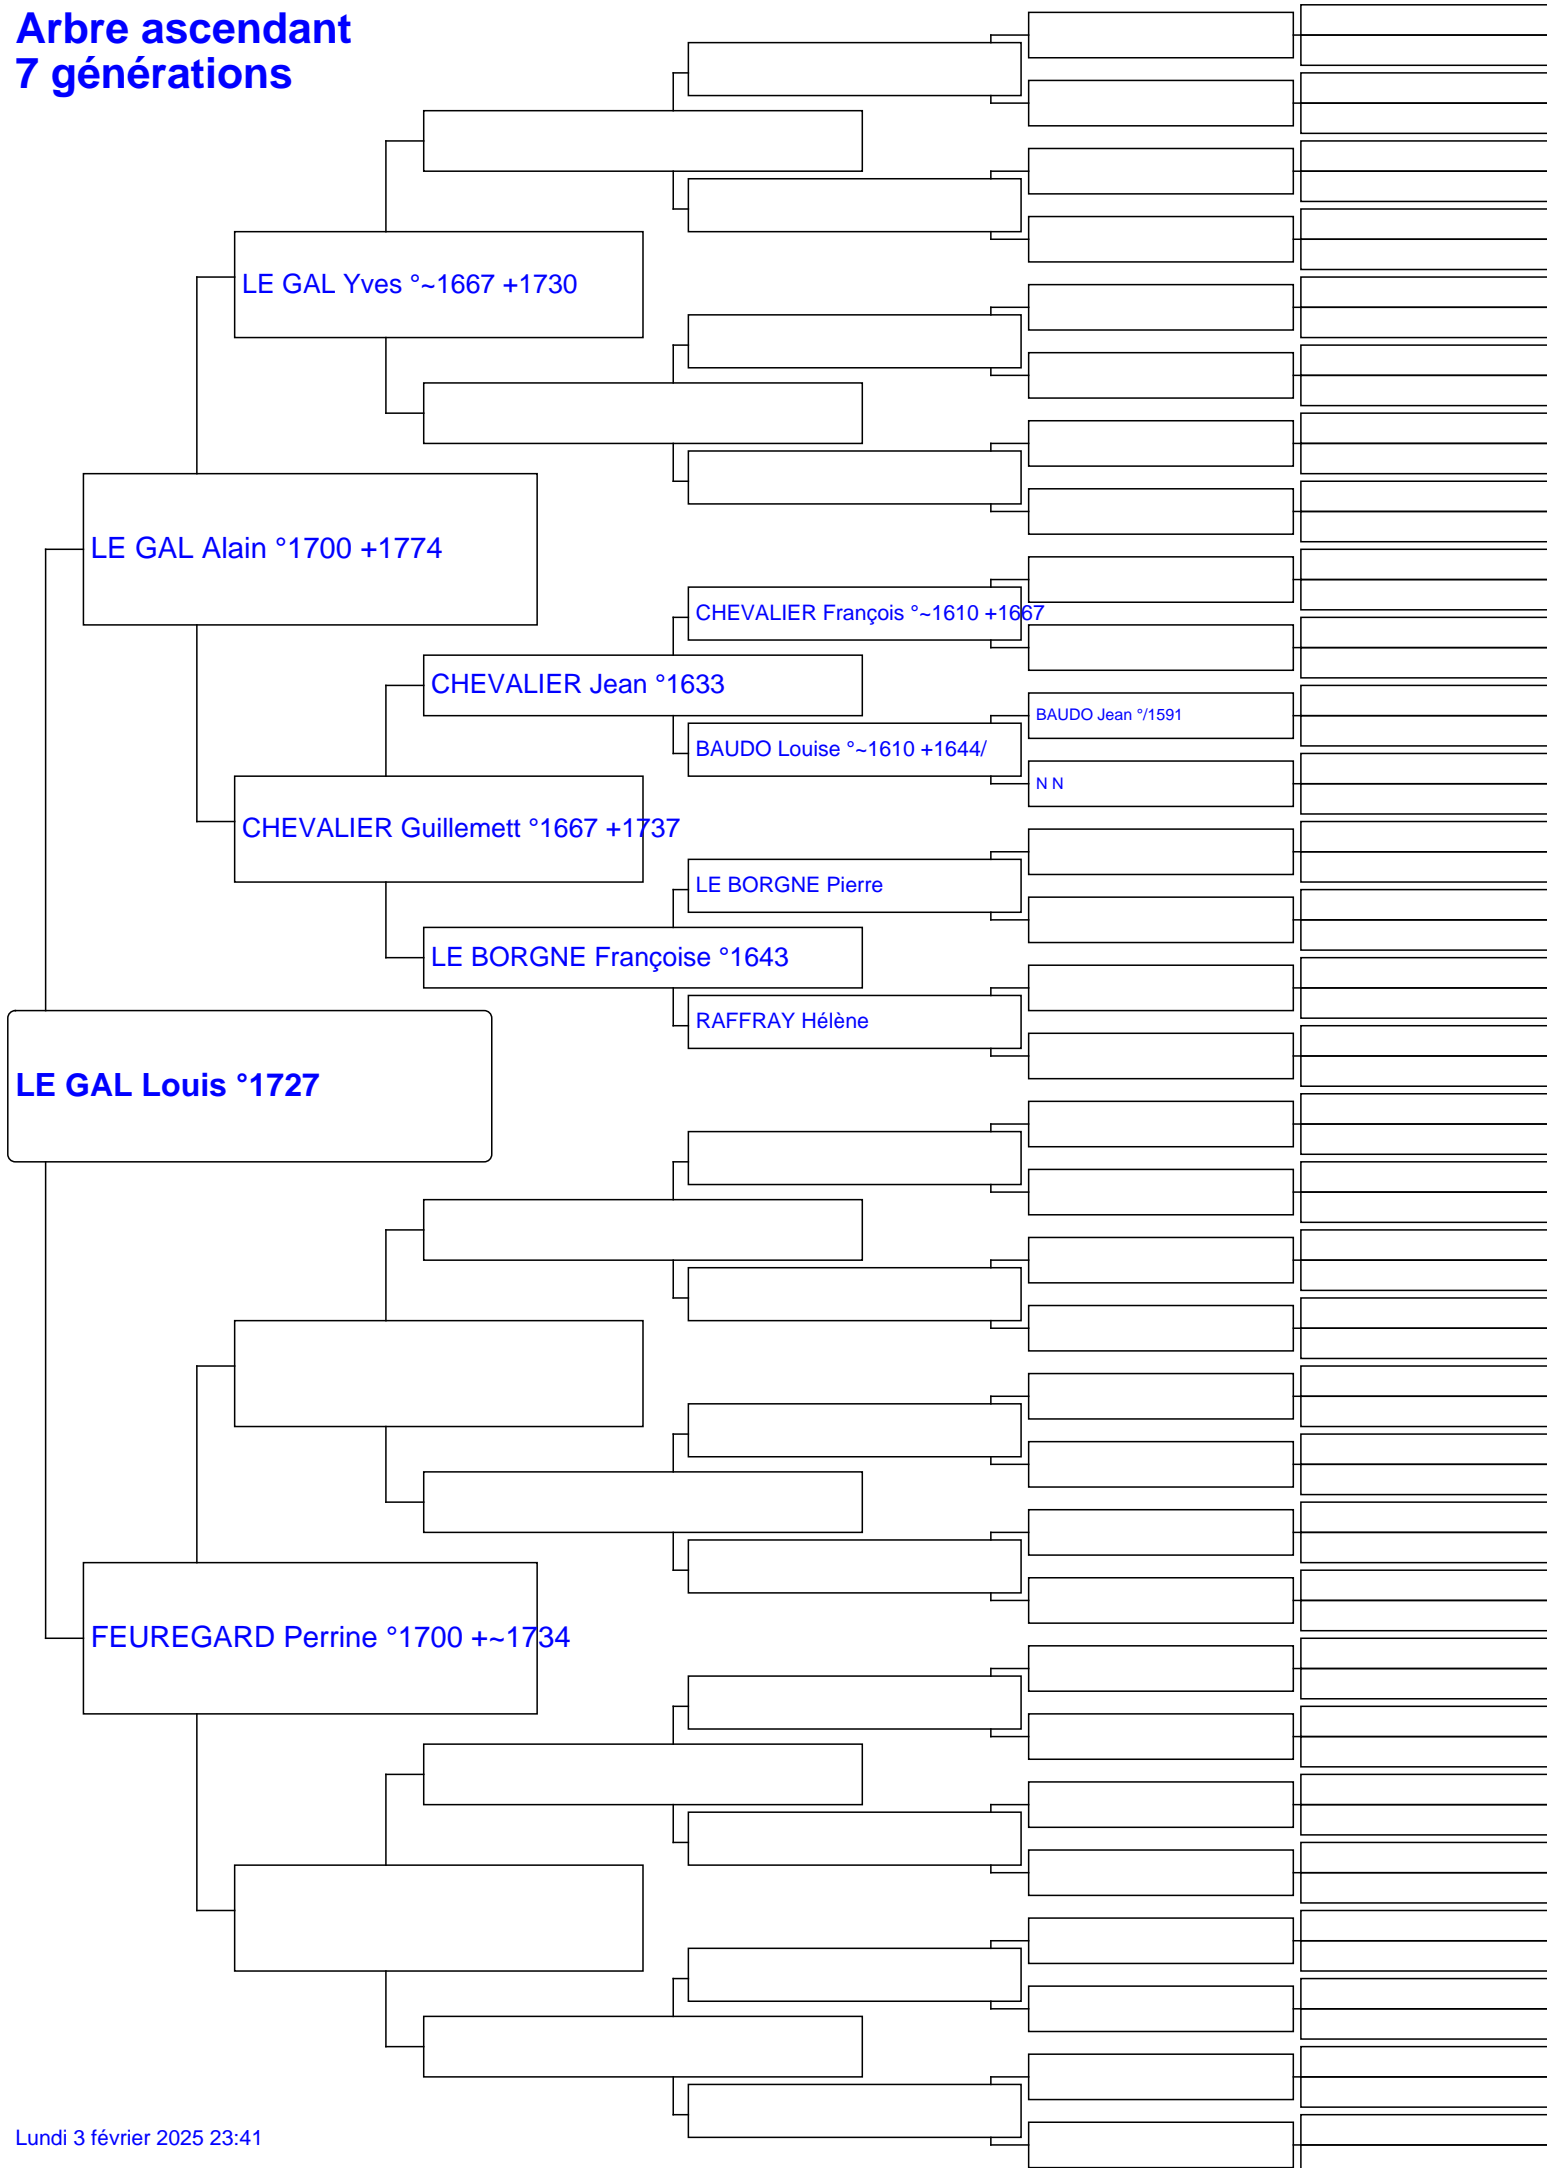 Arbre ascendant
7 générations
LE GAL Yves °~1667 +1730
LE GAL Alain °1700 +1774
CHEVALIER François °~1610 +1667
CHEVALIER Jean °1633
BAUDO Jean °/1591
BAUDO Louise °~1610 +1644/
N N
CHEVALIER Guillemett °1667 +1737
LE BORGNE Pierre
LE BORGNE Françoise °1643
RAFFRAY Hélène
LE GAL Louis °1727
FEUREGARD Perrine °1700 +~1734
Lundi 3 février 2025 23:41